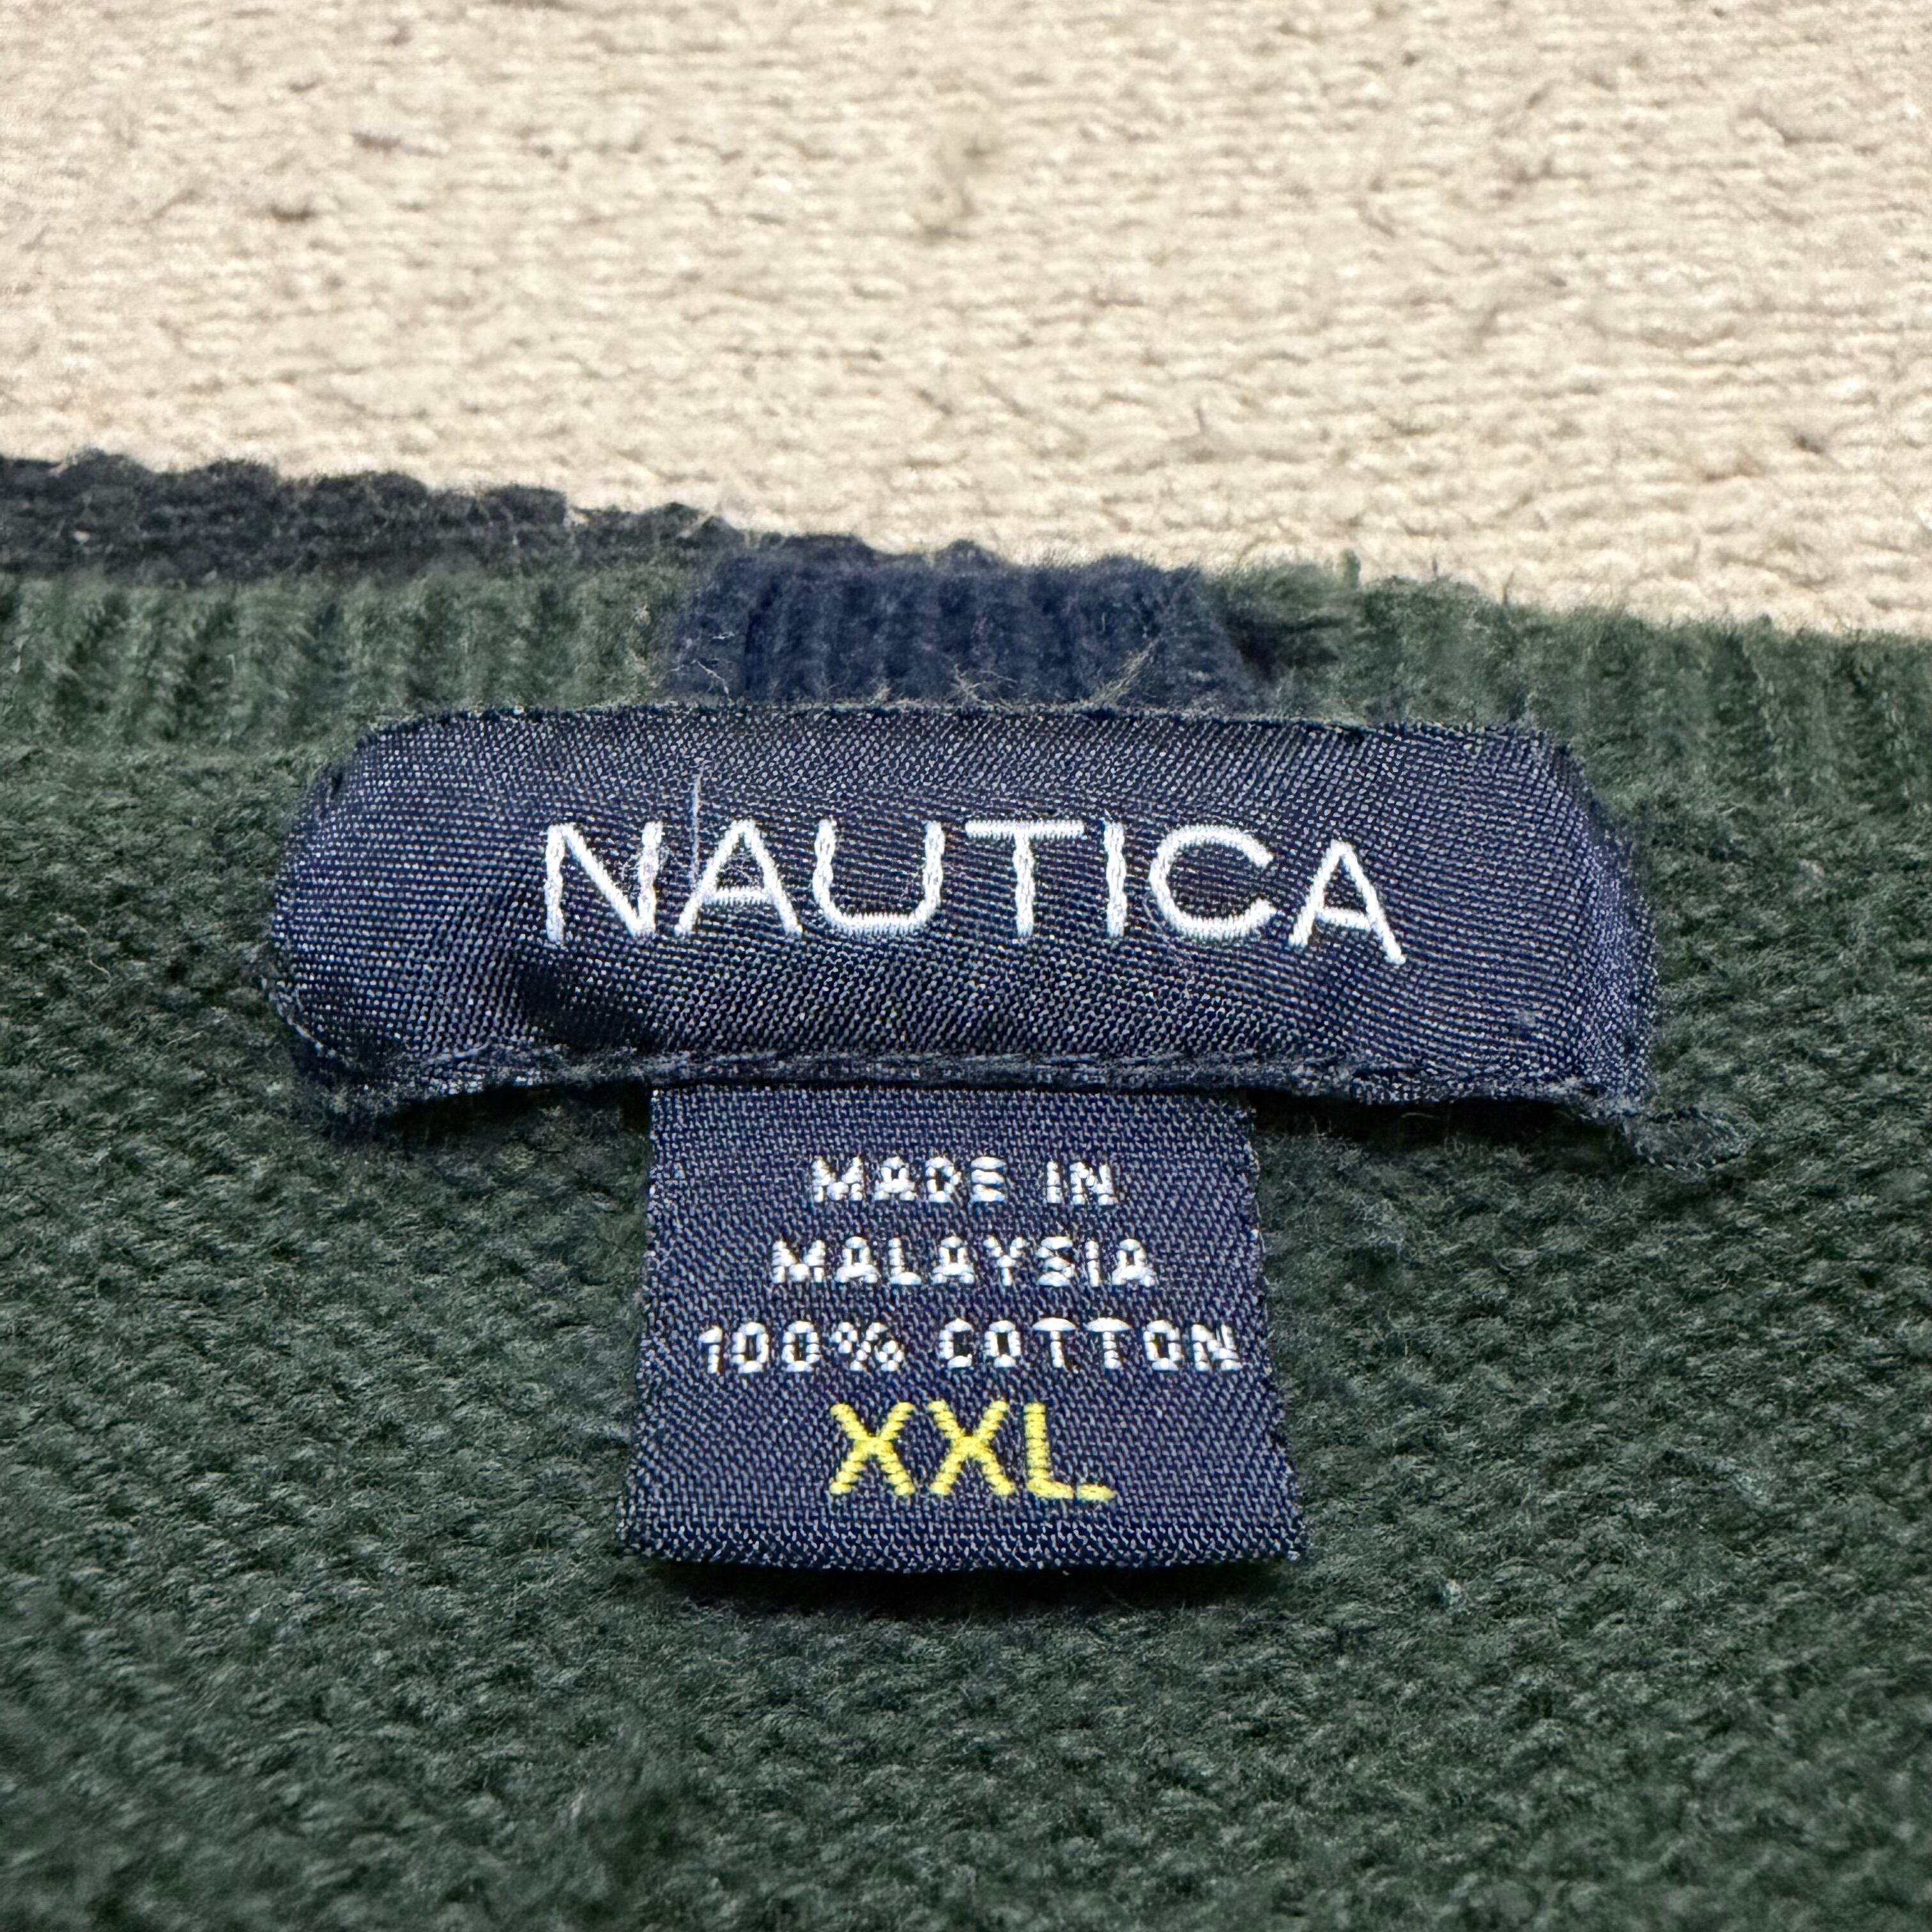 NAUTICA
MADE IN
MALAYSIA
100% COTTON
XXL